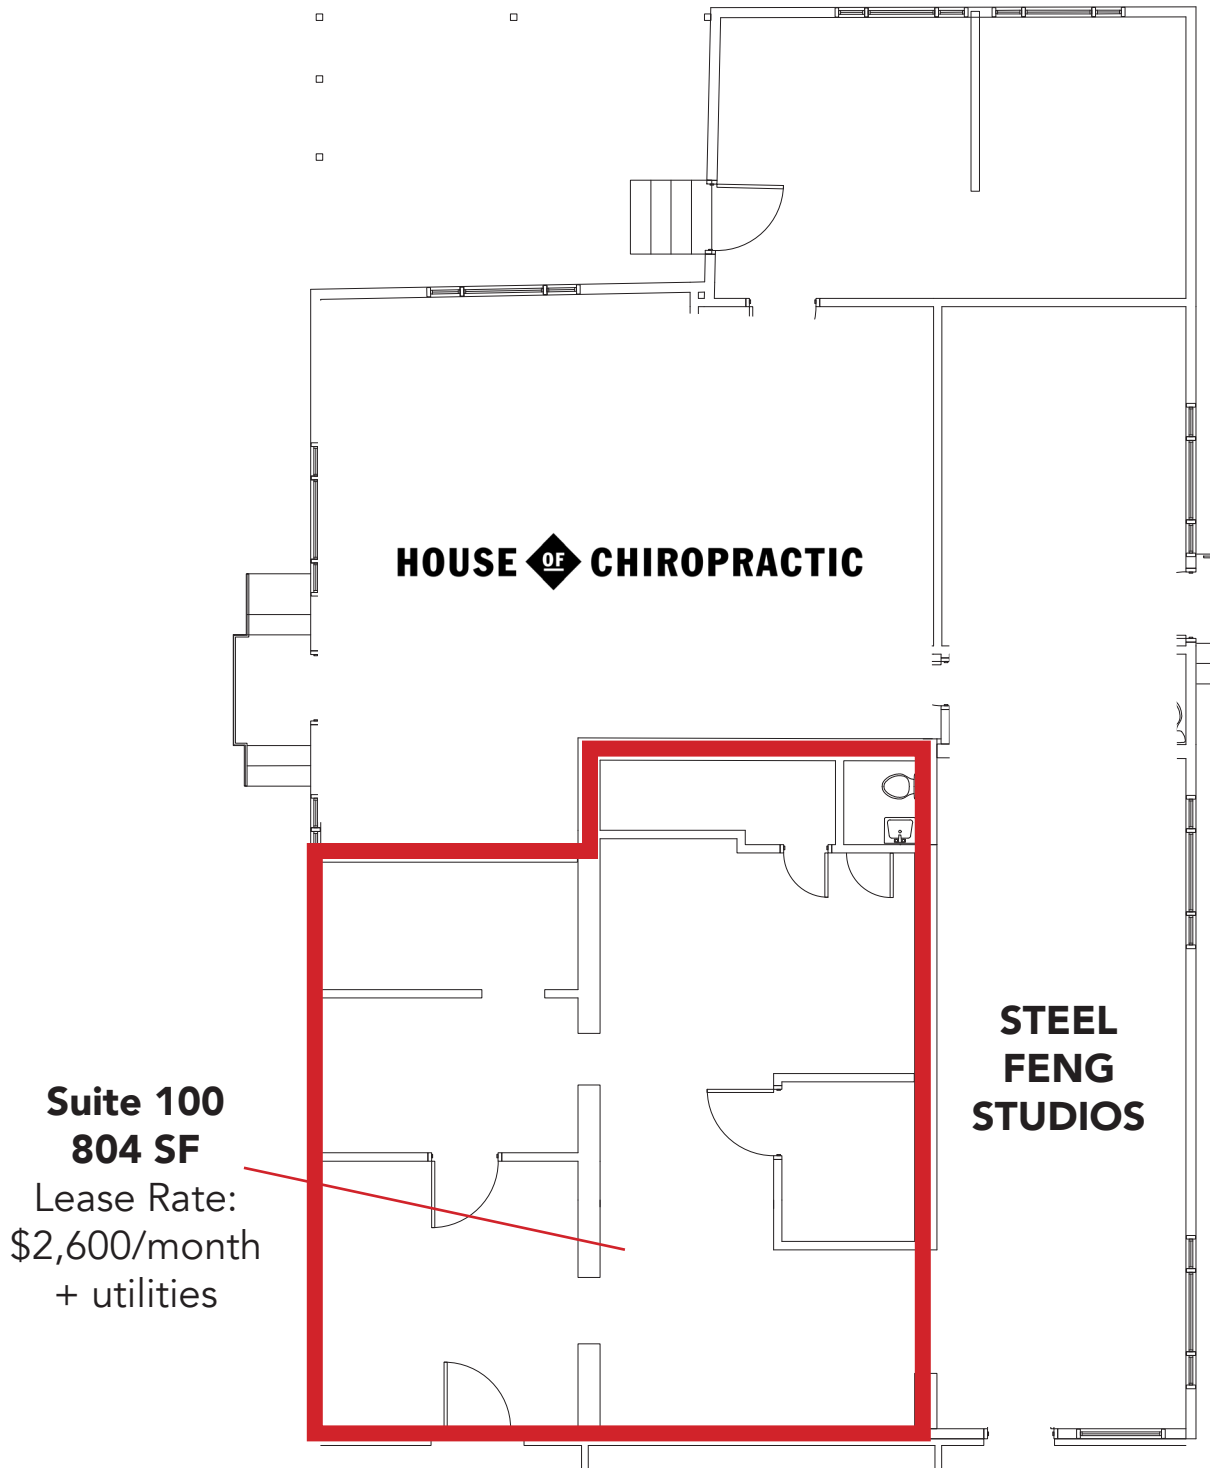 HOUSE OF CHIROPRACTIC
STEEL
FENG
STUDIOS
Suite 100
804 SF
Lease Rate:
$2,600/month
+ utilities